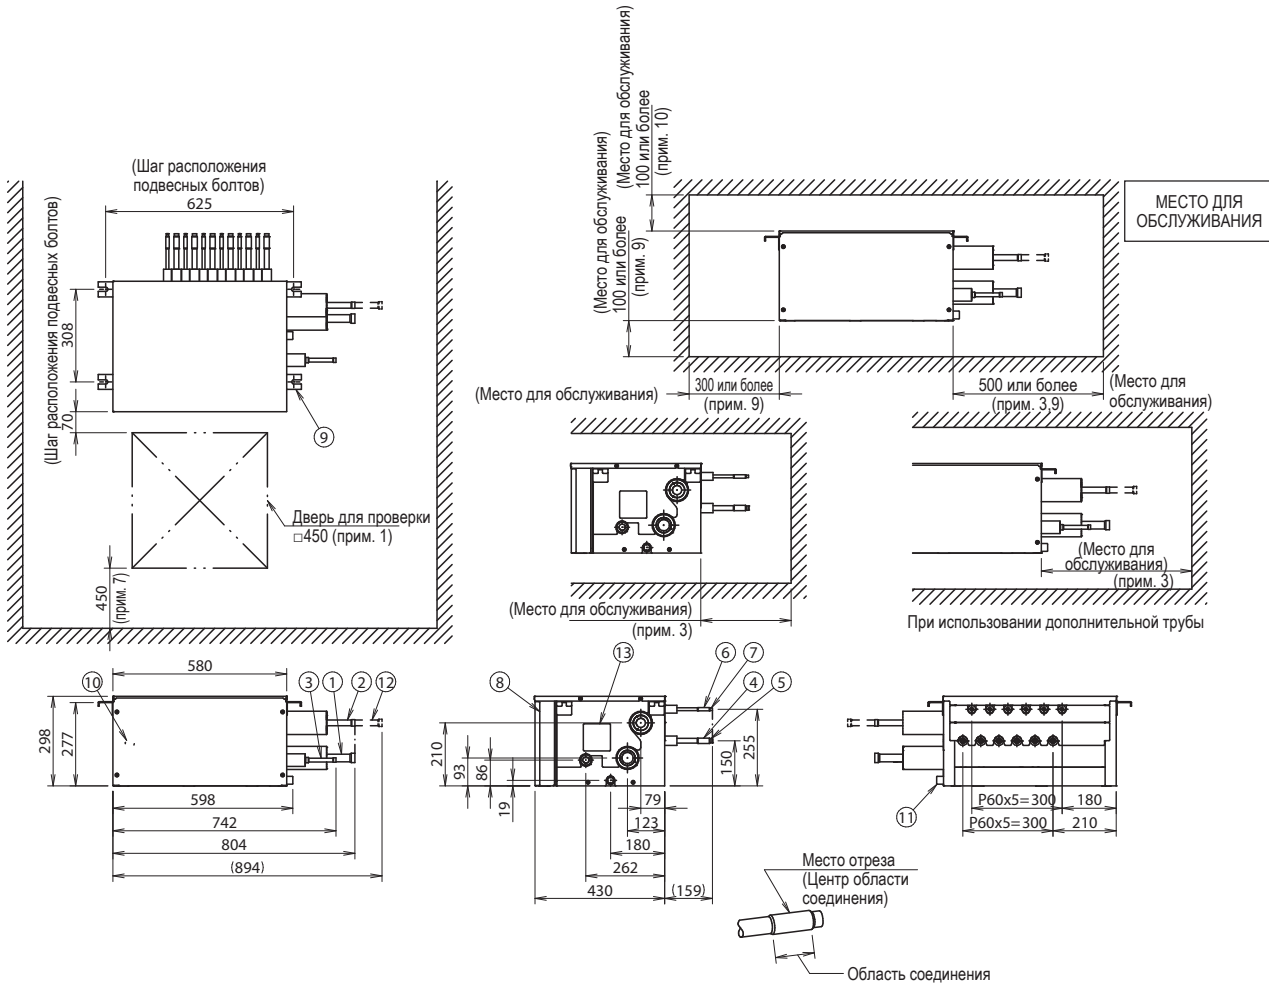 (Шаг расположения
подвесных болтов)
625
(Шаг расположения подвесных болтов)
308
70
9
Дверь для проверки
□450 (прим. 1)
450
(прим. 7)
(Место для обслуживания)
100 или более
(прим. 10)
(Место для обслуживания)
100 или более
(прим. 9)
МЕСТО ДЛЯ
ОБСЛУЖИВАНИЯ
(Место для обслуживания)
300 или более
(прим. 9)
500 или более
(прим. 3,9)
(Место для
обслуживания)
(Место для обслуживания)
(прим. 3)
(Место для
обслуживания)
(прим. 3)
При использовании дополнительной трубы
580
10
3
1
2
12
298
277
598
742
804
(894)
8
13
6
7
4
5
210
93
86
19
255
150
79
123
180
262
430
(159)
11
P60x5=300
180
P60x5=300
210
Место отреза
(Центр области
соединения)
Область соединения